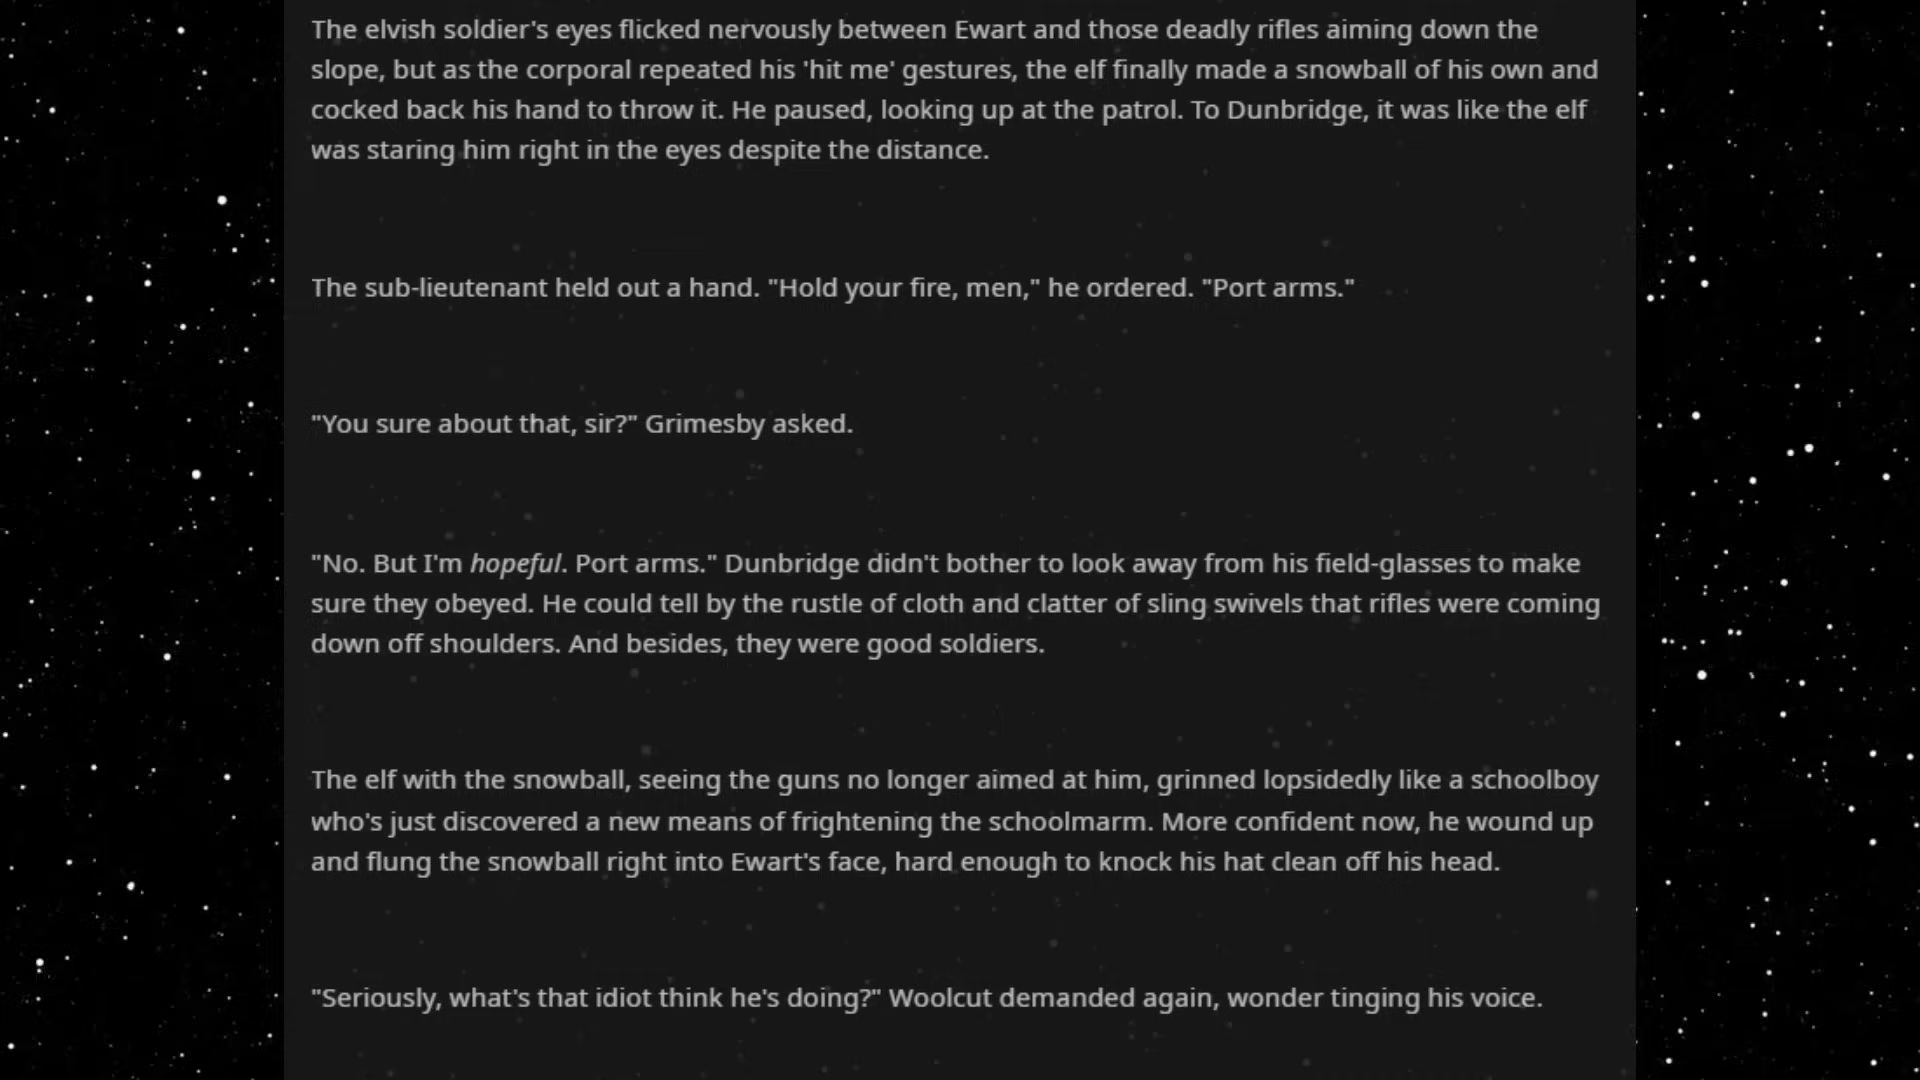 The elvish soldier's eyes flicked nervously between Ewart and those deadly rifles aiming down the
slope, but as the corporal repeated his 'hit me' gestures, the elf finally made a snowball of his own and
cocked back his hand to throw it. He paused, looking up at the patrol. To Dunbridge, it was like the elf
was staring him right in the eyes despite the distance.
The sub-lieutenant held out a hand. "Hold your fire, men," he ordered. "Port arms."
"You sure about that, sir?" Grimesby asked.
"No. But I'm hopeful. Port arms." Dunbridge didn't bother to look away from his field-glasses to make
sure they obeyed. He could tell by the rustle of cloth and clatter of sling swivels that rifles were coming
down off shoulders. And besides, they were good soldiers.
The elf with the snowball, seeing the guns no longer aimed at him, grinned lopsidedly like a schoolboy
who's just discovered a new means of frightening the schoolmarm. More confident now, he wound up
and flung the snowball right into Ewart's face, hard enough to knock his hat clean off his head.
"Seriously, what's that idiot think he's doing?" Woolcut demanded again, wonder tinging his voice.